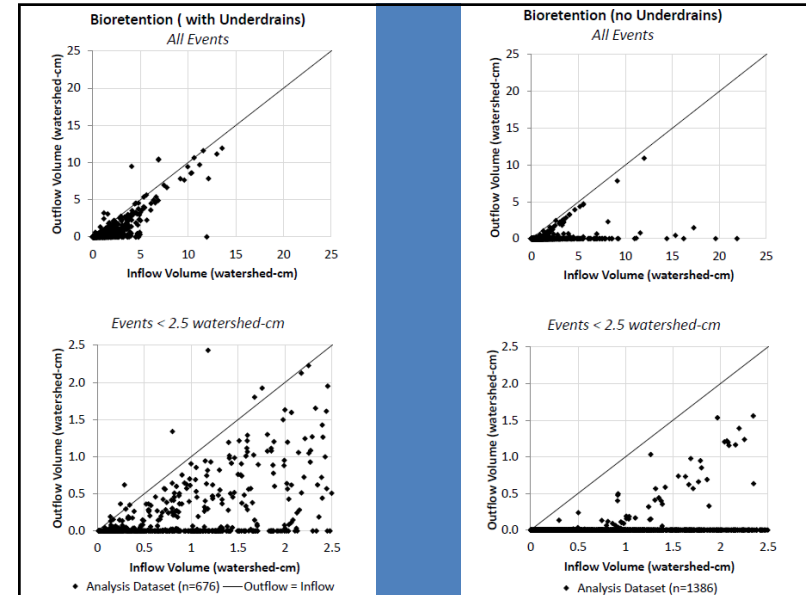 Bioretention ( with Underdrains)
All Events
25
20
15
10
5
0
Outflow Volume (watershed-cm)
0 5 10 15 20 25
Inflow Volume (watershed-cm)
Events < 2.5 watershed-cm
2.5
2.0
1.5
1.0
0.5
0.0
Outflow Volume (watershed-cm)
0 0.5 1 1.5 2 2.5
Inflow Volume (watershed-cm)
Analysis Dataset (n=676) Outflow = Inflow
Bioretention (no Underdrains)
All Events
25
20
15
10
5
0
Outflow Volume (watershed-cm)
0 5 10 15 20 25
Inflow Volume (watershed-cm)
Events < 2.5 watershed-cm
2.5
2.0
1.5
1.0
0.5
0.0
Outflow Volume (watershed-cm)
0 0.5 1 1.5 2 2.5
Inflow Volume (watershed-cm)
Analysis Dataset (n=1386)